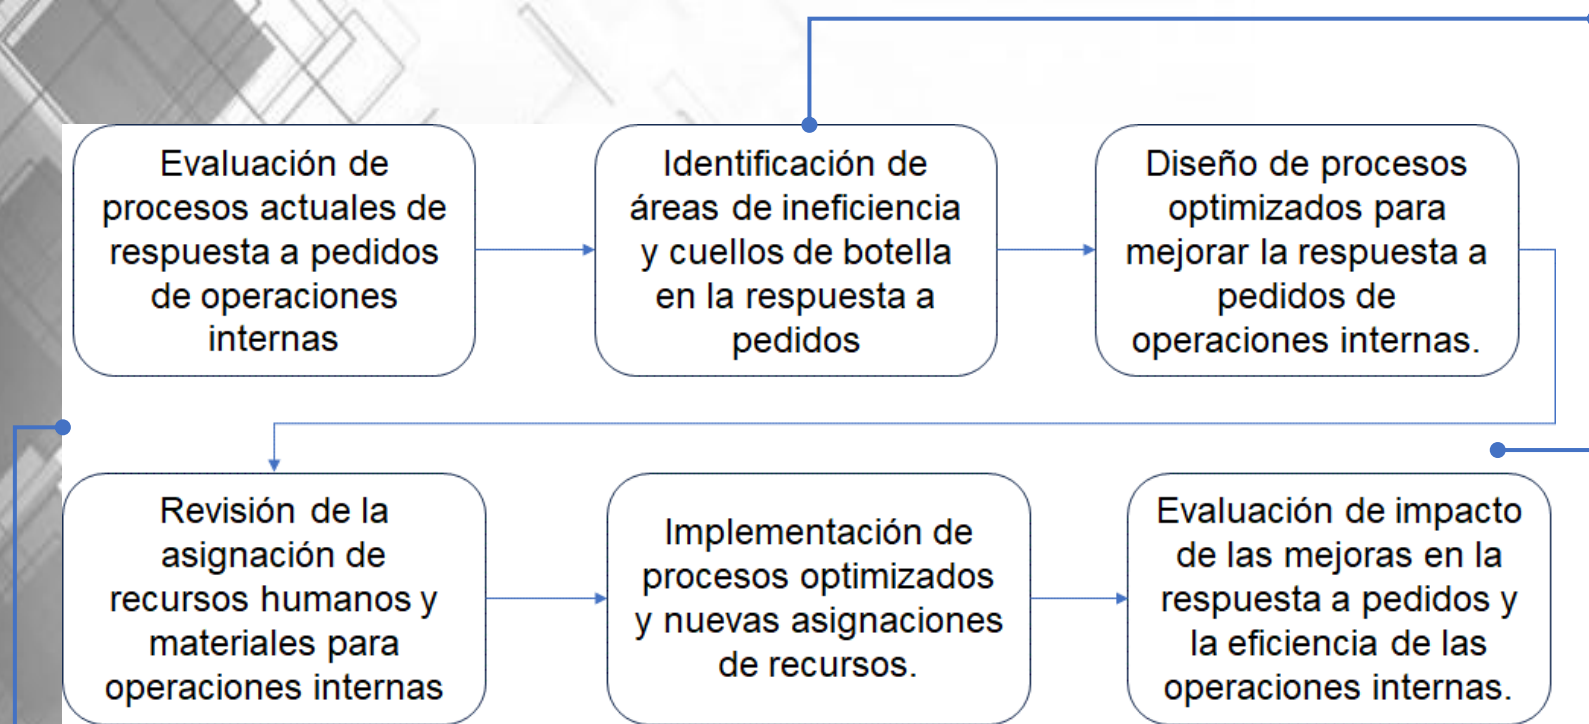 Evaluación de
procesos actuales de
respuesta a pedidos
de operaciones
internas
Identificación de
áreas de ineficiencia
y cuellos de botella
en la respuesta a
pedidos
Diseño de procesos
optimizados para
mejorar la respuesta a
pedidos de
operaciones internas.
Revisión de la
asignación de
recursos humanos y
materiales para
operaciones internas
Implementación de
procesos optimizados
y nuevas asignaciones
de recursos.
Evaluación de impacto
de las mejoras en la
respuesta a pedidos y
la eficiencia de las
operaciones internas.